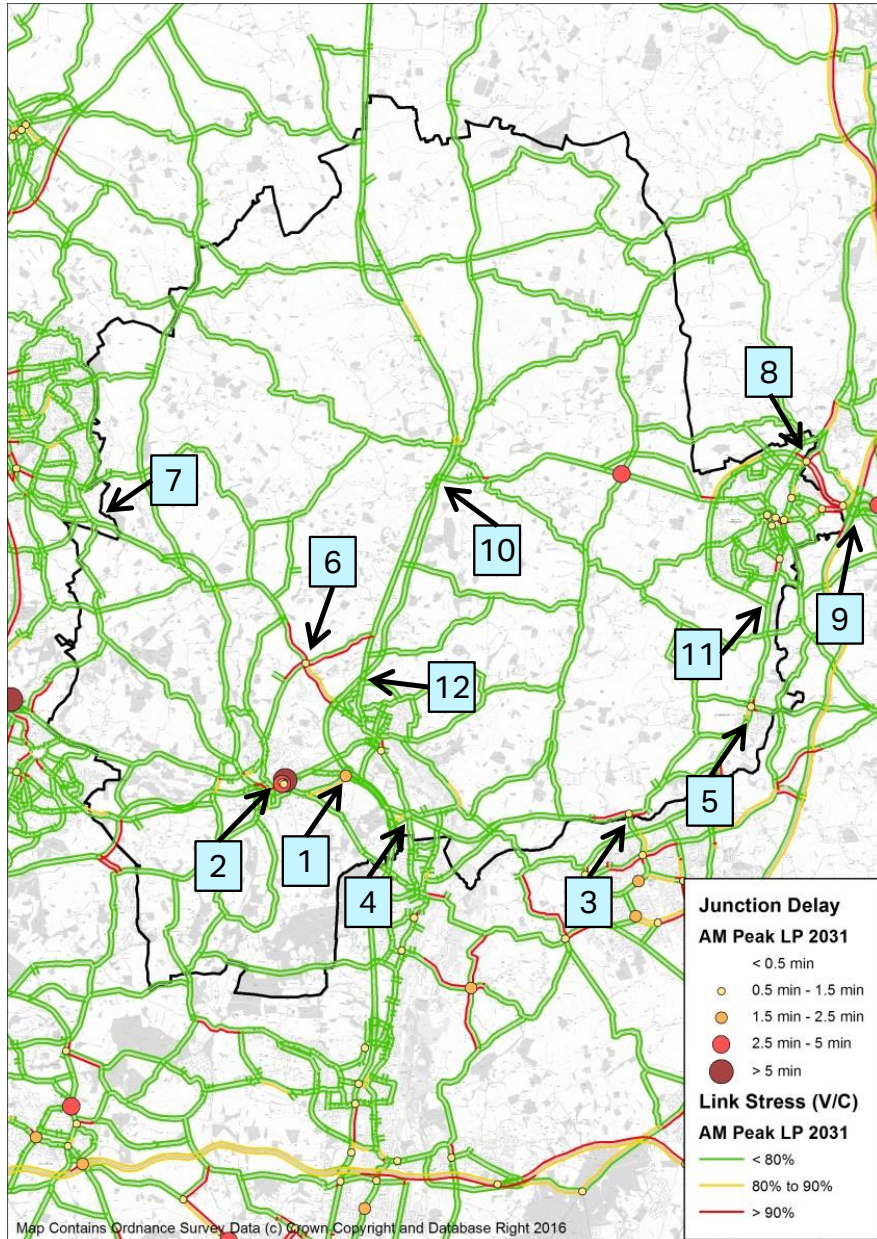 8
7
10
6
9
11
12
5
2
1
4
3
Junction Delay
AM Peak LP 2031
< 0.5 min
0.5 min - 1.5 min
1.5 min - 2.5 min
2.5 min - 5 min
> 5 min
Link Stress (V/C)
AM Peak LP 2031
< 80%
80% to 90%
> 90%
Map Contains Ordnance Survey Data (c) Crown Copyright and Database Right 2016